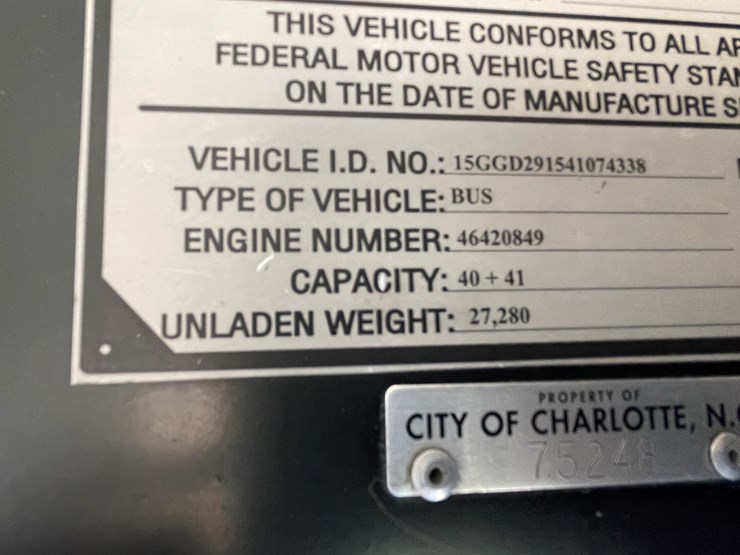 THIS VEHICLE CONFORMS TO ALL AP
FEDERAL MOTOR VEHICLE SAFETY STAN
ON THE DATE OF MANUFACTURE S
VEHICLE I.D. NO.: 15GGD291541074338
TYPE OF VEHICLE: BUS
ENGINE NUMBER: 46420849
CAPACITY: 40 + 41
UNLADEN WEIGHT: 27,280
PROPERTY OF
CITY OF CHARLOTTE, N.C
75248